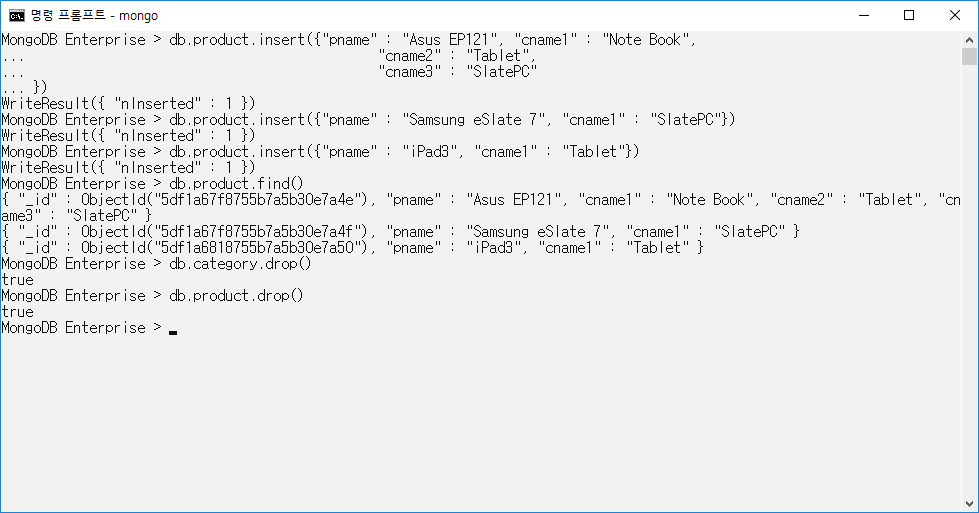 명령 프롬프트 - mongo
MongoDB Enterprise > db.product.insert({"pname" : "Asus EP121", "cname1" : "Note Book",
... "cname2" : "Tablet",
... "cname3" : "SlatePC"
... })
WriteResult({ "nInserted" : 1 })
MongoDB Enterprise > db.product.insert({"pname" : "Samsung eSlate 7", "cname1" : "SlatePC"})
WriteResult({ "nInserted" : 1 })
MongoDB Enterprise > db.product.insert({"pname" : "iPad3", "cname1" : "Tablet"})
WriteResult({ "nInserted" : 1 })
MongoDB Enterprise > db.product.find()
{ "_id" : ObjectId("5df1a67f8755b7a5b30e7a4e"), "pname" : "Asus EP121", "cname1" : "Note Book", "cname2" : "Tablet", "cn
ame3" : "SlatePC" }
{ "_id" : ObjectId("5df1a67f8755b7a5b30e7a4f"), "pname" : "Samsung eSlate 7", "cname1" : "SlatePC" }
{ "_id" : ObjectId("5df1a6818755b7a5b30e7a50"), "pname" : "iPad3", "cname1" : "Tablet" }
MongoDB Enterprise > db.category.drop()
true
MongoDB Enterprise > db.product.drop()
true
MongoDB Enterprise >